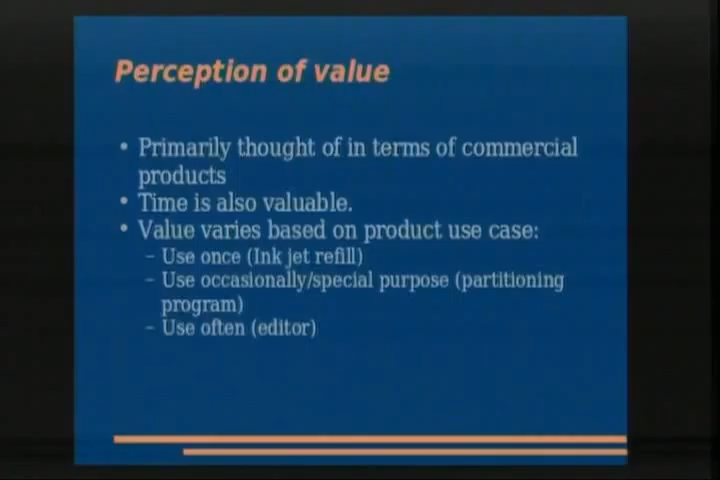 Perception of value
• Primarily thought of in terms of commercial
products
• Time is also valuable.
• Value varies based on product use case:
– Use once (Ink jet refill)
– Use occasionally/special purpose (partitioning
program)
– Use often (editor)